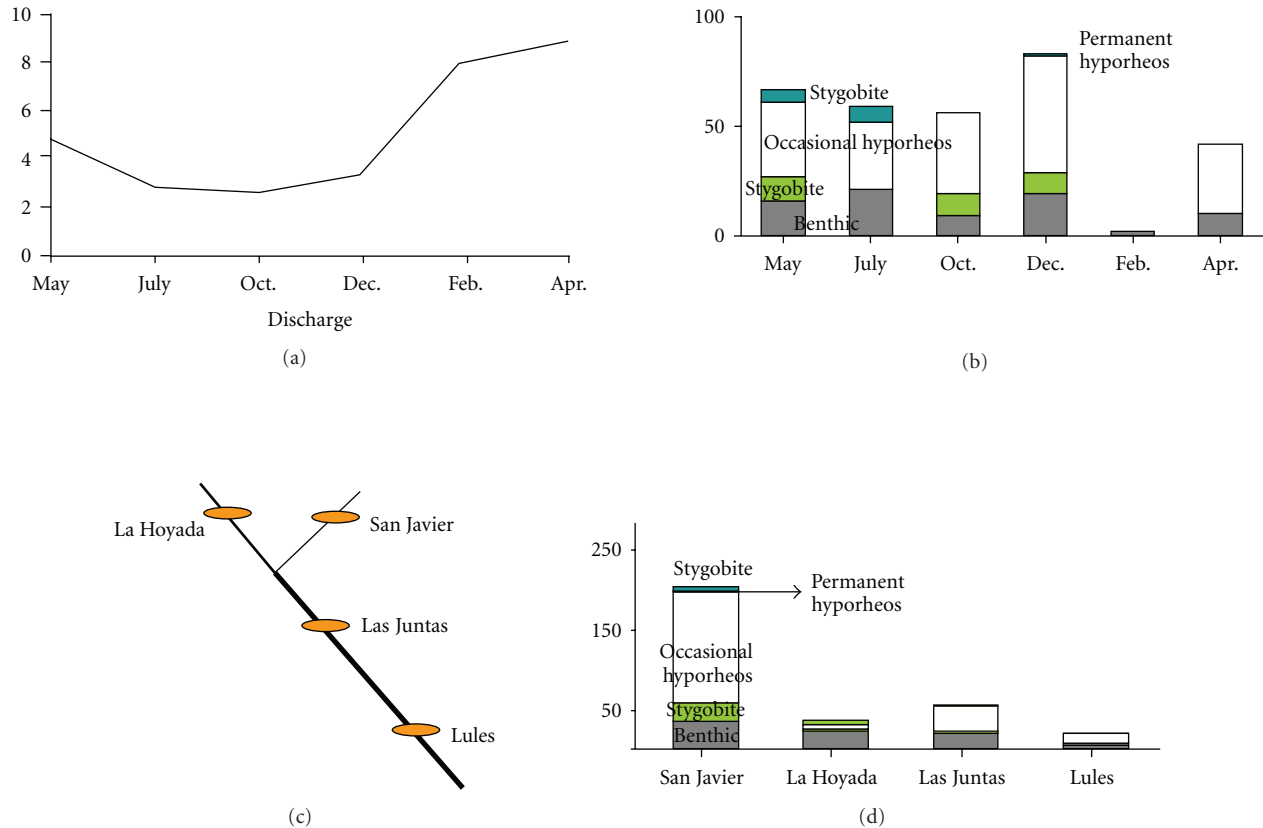 10
8
6
4
2
0
May July Oct. Dec. Feb. Apr.
Discharge
(a)
100
50
0
Permanent
hyporheos
Stygobite
Occasional hyporheos
Stygobite
Benthic
May July Oct. Dec. Feb. Apr.
(b)
La Hoyada
San Javier
Las Juntas
Lules
(c)
250
150
50
Stygobite
Permanent
hyporheos
Occasional
hyporheos
Stygobite
Benthic
San Javier La Hoyada Las Juntas Lules
(d)